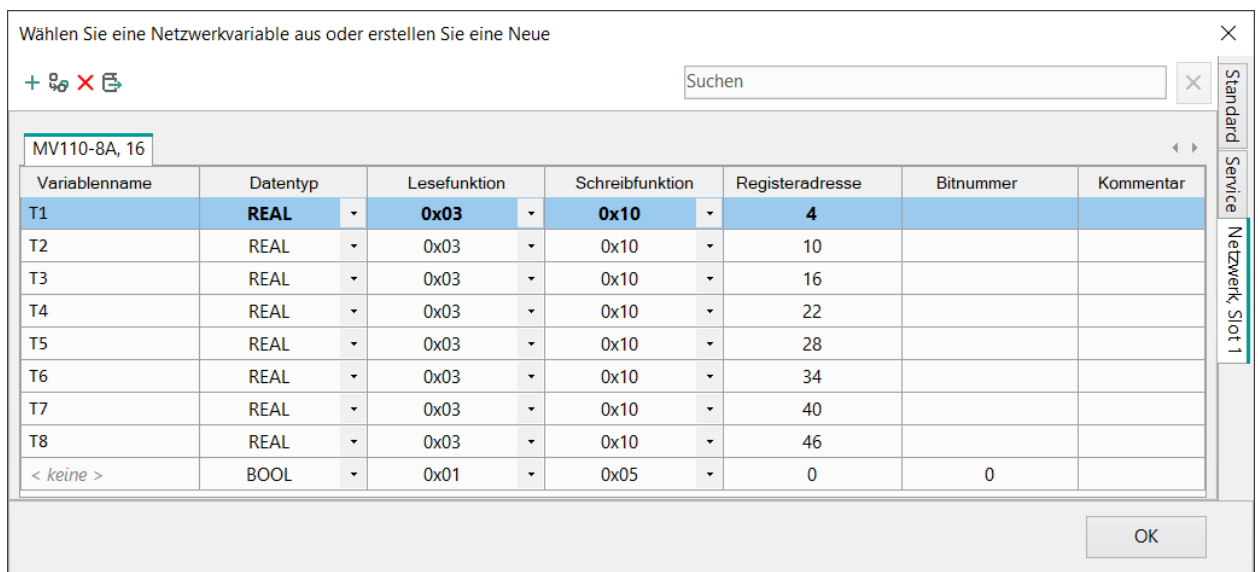 Wählen Sie eine Netzwerkvariable aus oder erstellen Sie eine Neue
Suchen
Standard
Service
Netzwerk, Slot 1
MV110-8A, 16
Variablenname Datentyp Lesefunktion Schreibfunktion Registeradresse Bitnummer Kommentar
T1 REAL 0x03 0x10 4
T2 REAL 0x03 0x10 10
T3 REAL 0x03 0x10 16
T4 REAL 0x03 0x10 22
T5 REAL 0x03 0x10 28
T6 REAL 0x03 0x10 34
T7 REAL 0x03 0x10 40
T8 REAL 0x03 0x10 46
< keine > BOOL 0x01 0x05 0 0
OK